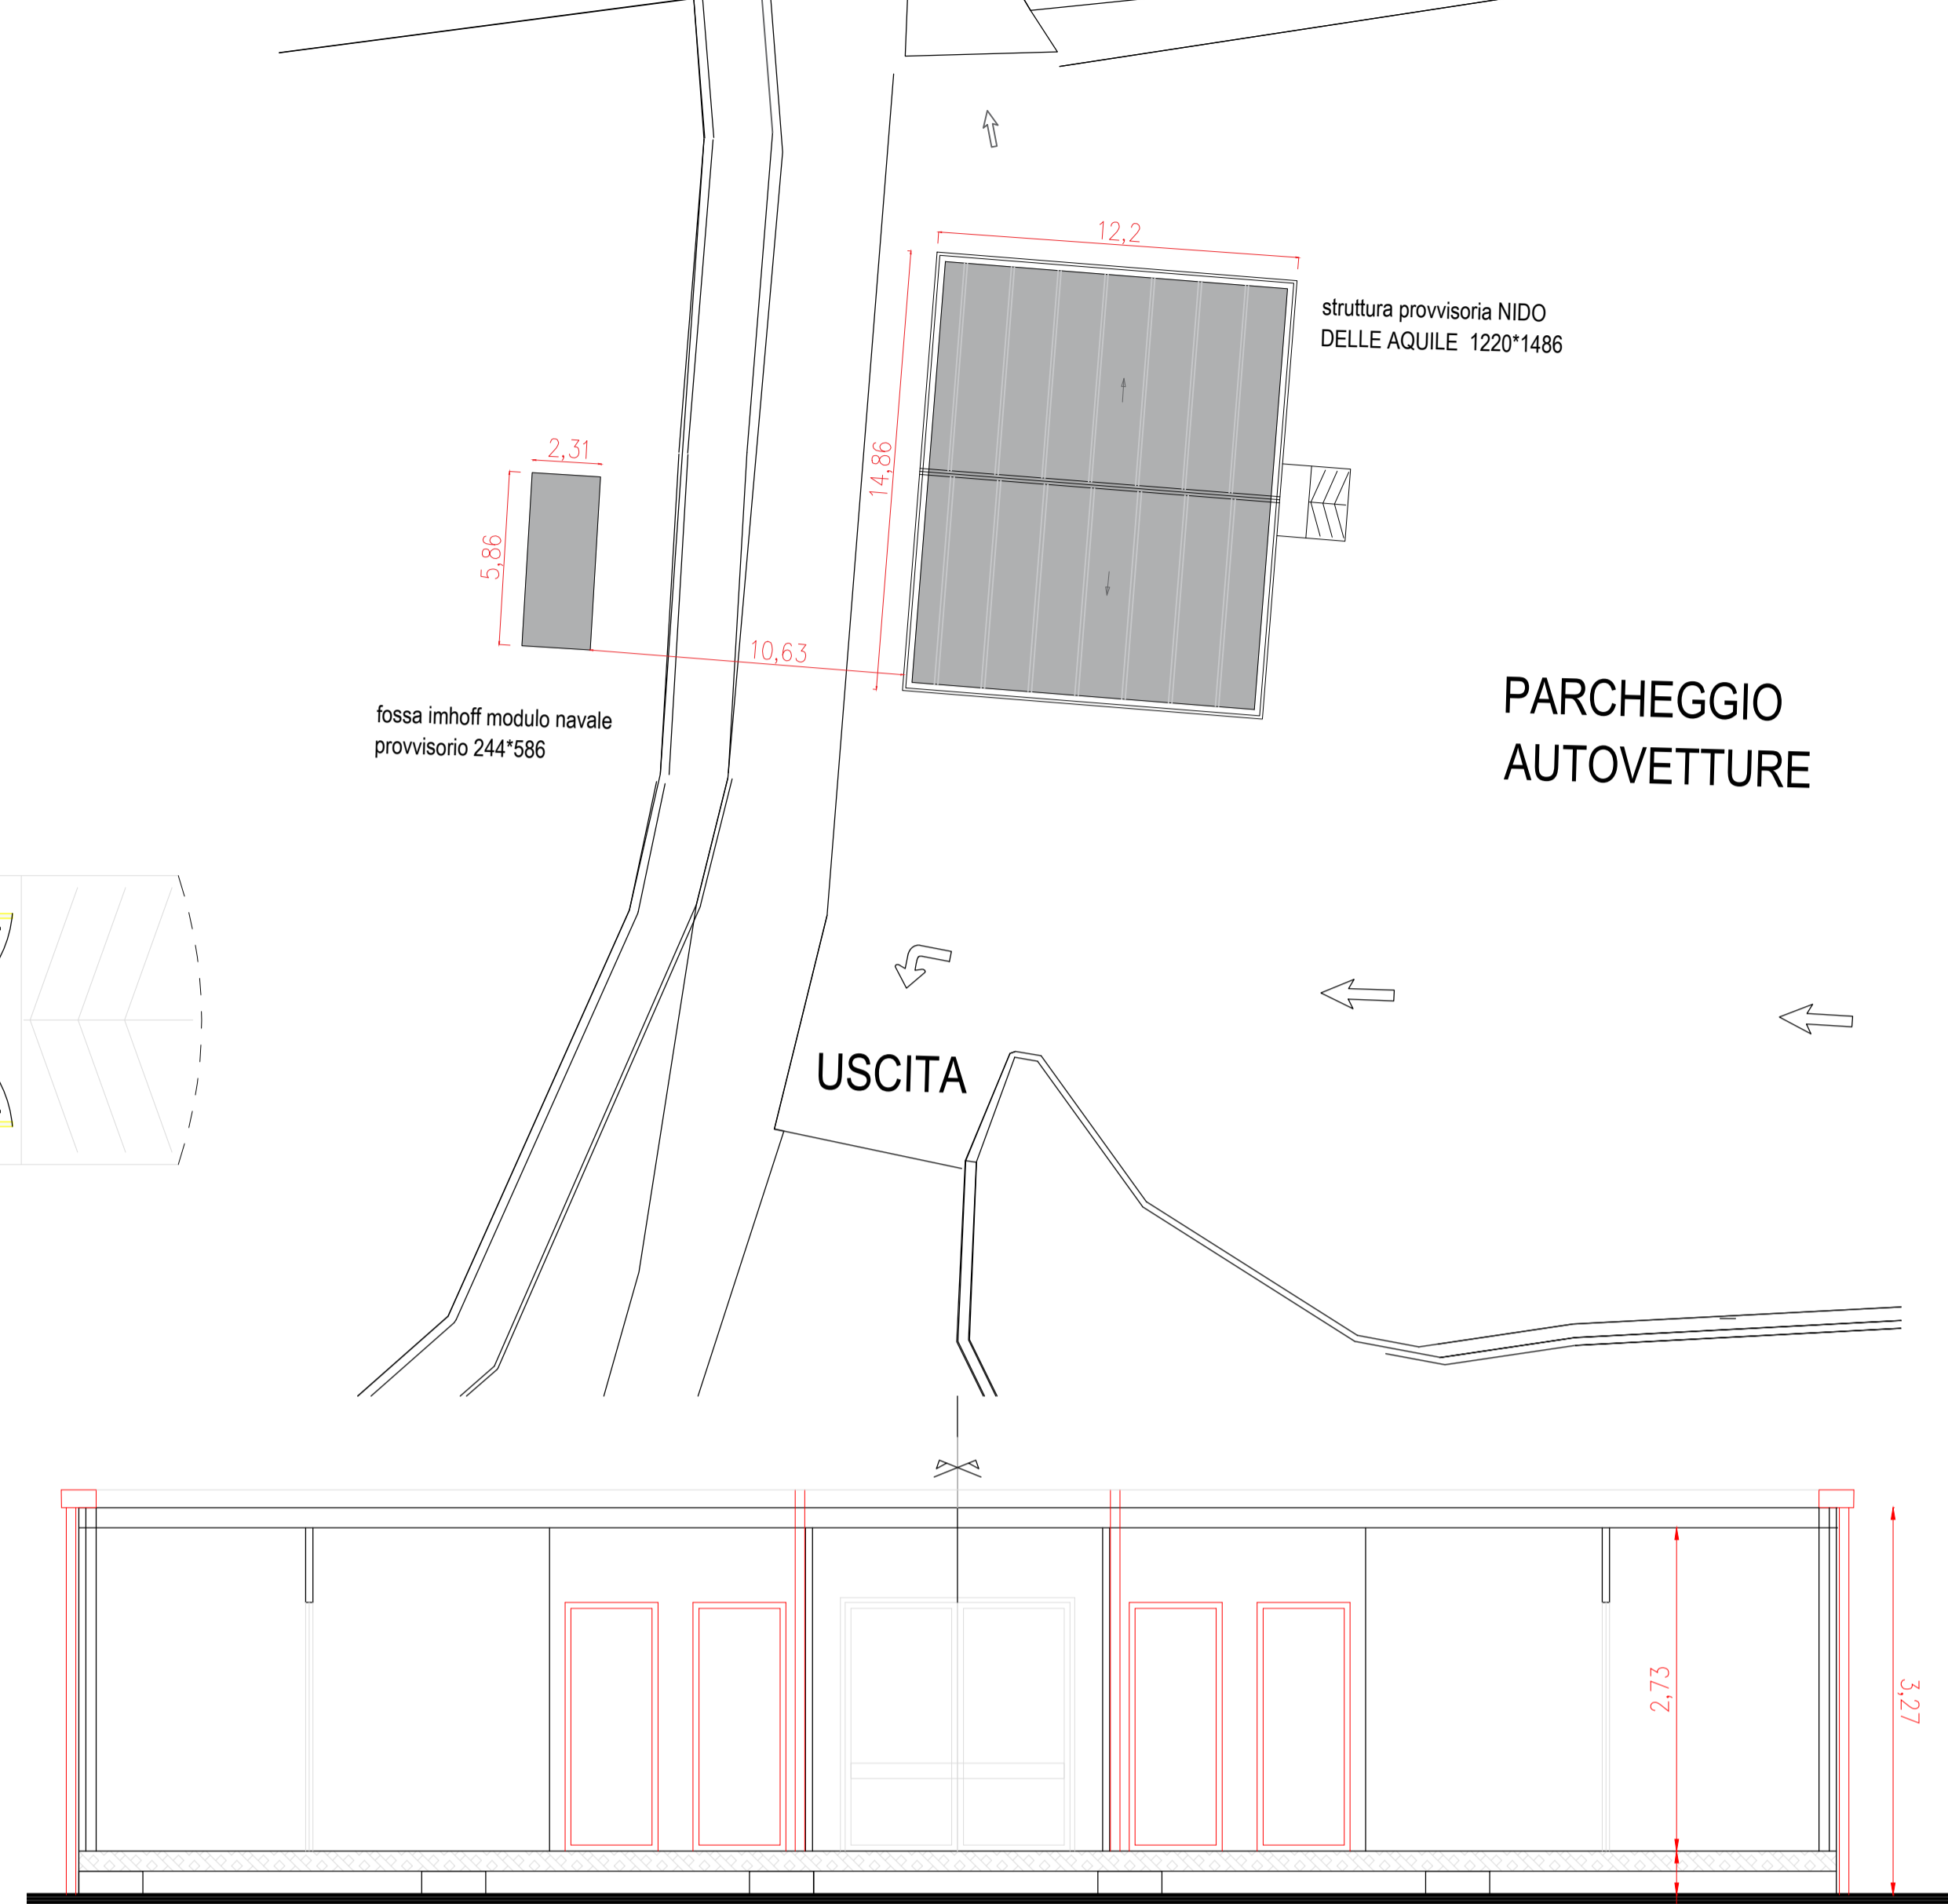 12,2
struttura provvisoria NIDO
DELLE AQUILE 1220*1486
14,86
2,31
5,86
10,63
fossa imhoff modulo navale
provvisorio 244*586
PARCHEGGIO
AUTOVETTURE
USCITA
2,73
3,27